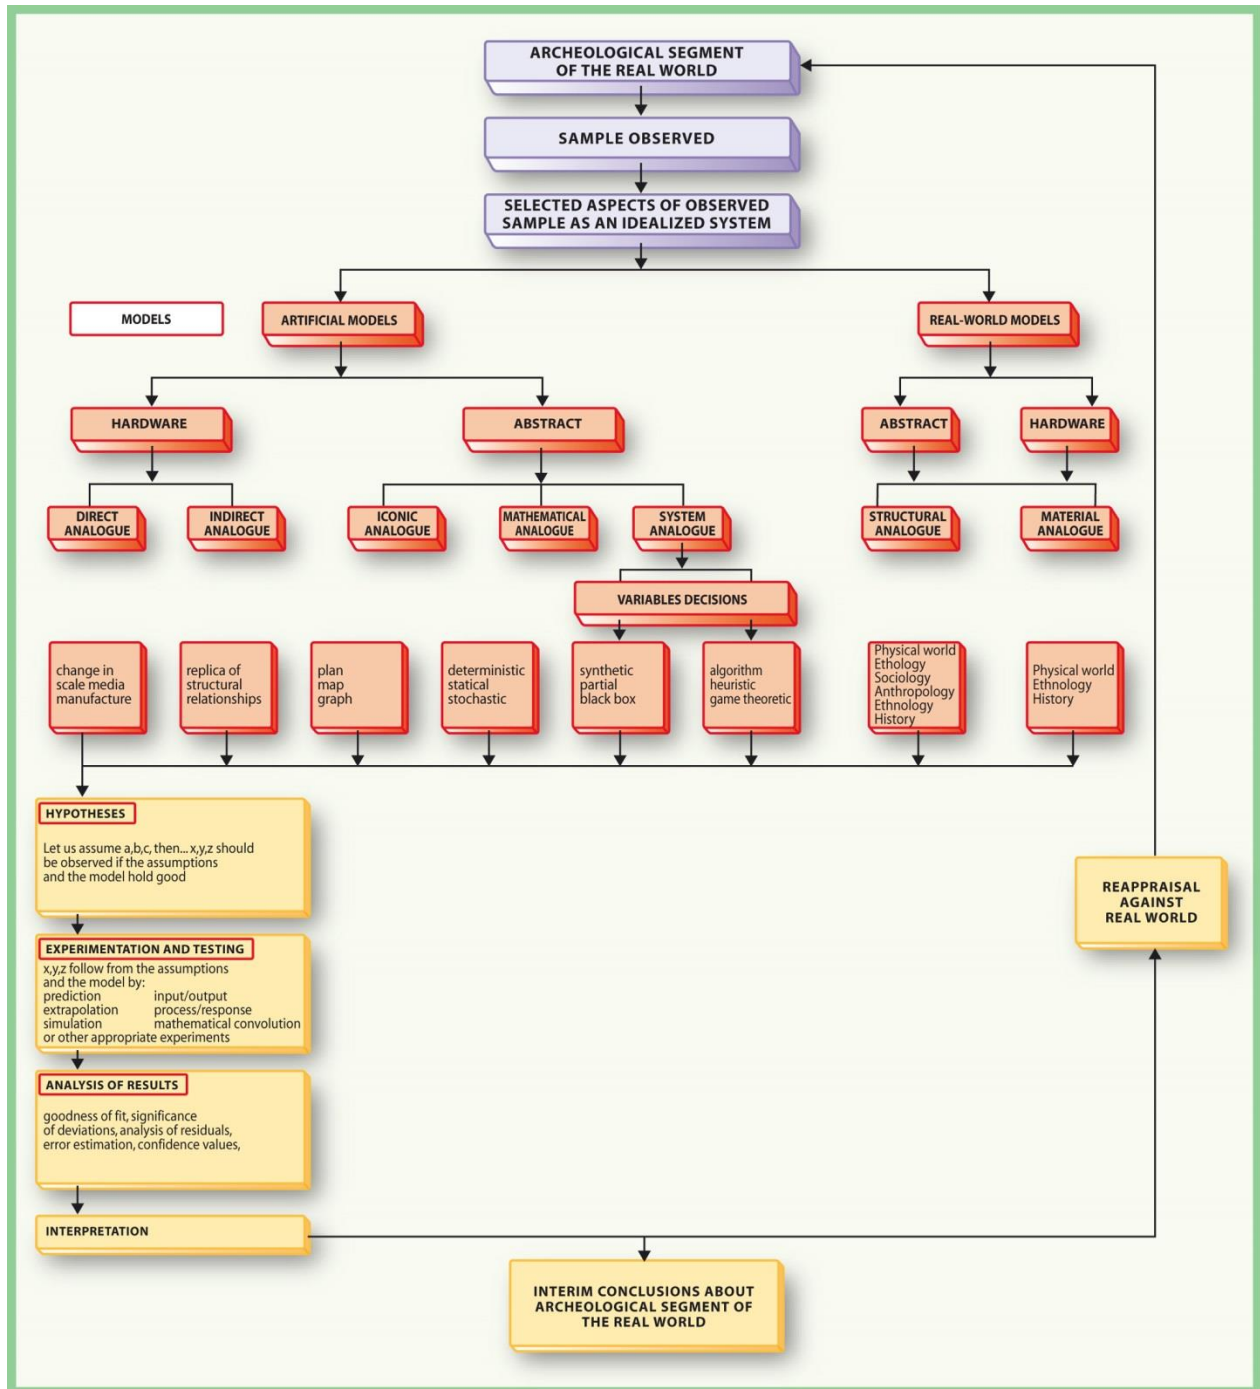 ARCHEOLOGICAL SEGMENT
OF THE REAL WORLD
SAMPLE OBSERVED
SELECTED ASPECTS OF OBSERVED
SAMPLE AS AN IDEALIZED SYSTEM
MODELS
ARTIFICIAL MODELS
REAL-WORLD MODELS
HARDWARE
ABSTRACT
ABSTRACT
HARDWARE
DIRECT
ANALOGUE
INDIRECT
ANALOGUE
ICONIC
ANALOGUE
MATHEMATICAL
ANALOGUE
SYSTEM
ANALOGUE
STRUCTURAL
ANALOGUE
MATERIAL
ANALOGUE
VARIABLES DECISIONS
change in
scale media
manufacture
replica of
structural
relationships
plan
map
graph
deterministic
statical
stochastic
synthetic
partial
black box
algorithm
heuristic
game theoretic
Physical world
Ethology
Sociology
Anthropology
Ethnology
History
Physical world
Ethnology
History
HYPOTHESES
Let us assume a,b,c, then... x,y,z should
be observed if the assumptions
and the model hold good
EXPERIMENTATION AND TESTING
x,y,z follow from the assumptions
and the model by:
prediction input/output
extrapolation process/response
simulation mathematical convolution
or other appropriate experiments
ANALYSIS OF RESULTS
goodness of fit, significance
of deviations, analysis of residuals,
error estimation, confidence values,
INTERPRETATION
REAPPRAISAL
AGAINST
REAL WORLD
INTERIM CONCLUSIONS ABOUT
ARCHEOLOGICAL SEGMENT OF
THE REAL WORLD